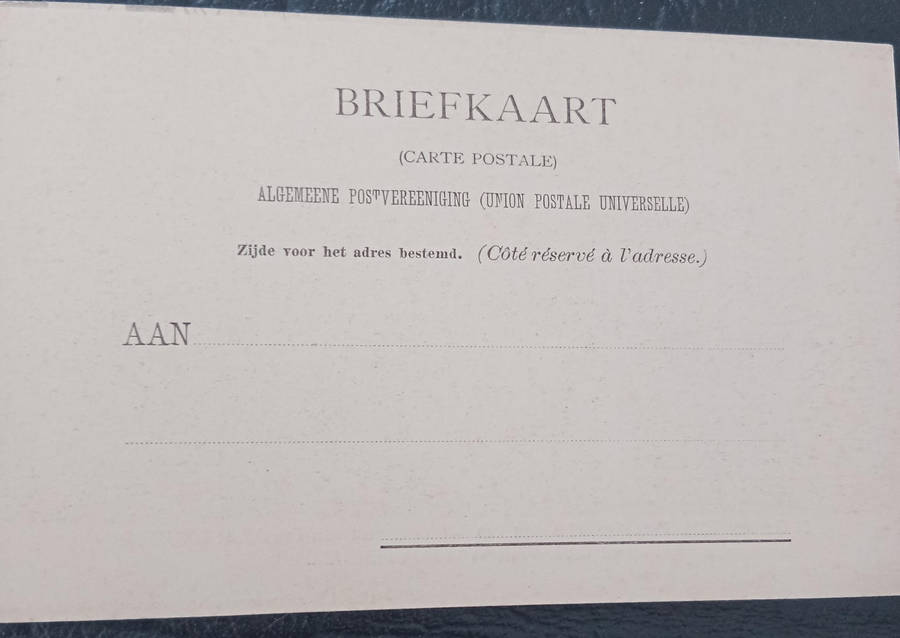 BRIEFKAART
(CARTE POSTALE)
ALGEMEENE POSTVEREENIGING (UNION POSTALE UNIVERSELLE)
Zijde voor het adres bestemd. (Côté réservé à l'adresse.)
AAN